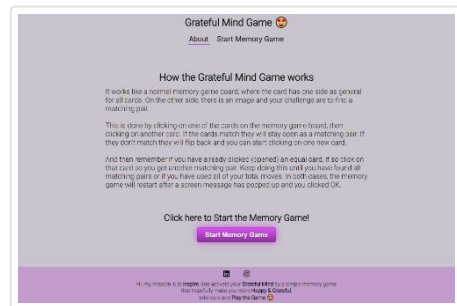 Grateful Mind Game 🤩
About Start Memory Game
How the Grateful Mind Game works
It works like a normal memory game board, where the card has one side as general
for all cards. On the other side, there is an image and your challenge are to find a
matching pair.
This is done by clicking on one of the cards on the memory game board, then
clicking on another card. If the cards match they will stay open as a matching pair. If
they don't match they will flip back and you can start clicking on one new card.
And then remember if you have already clicked (opened) an equal card, if so click on
that card so you get another matching pair. Keep doing this until you have found all
matching pairs or if you have used all of your total moves. In both cases, the memory
game will restart after a screen message has popped up and you clicked OK.
Click here to Start the Memory Game!
Start Memory Game
Hi, my mission is to Inspire, and activate your Grateful Mind by a simple memory game
that hopefully make you more Happy & Grateful,
take care and Play the Game 🤩